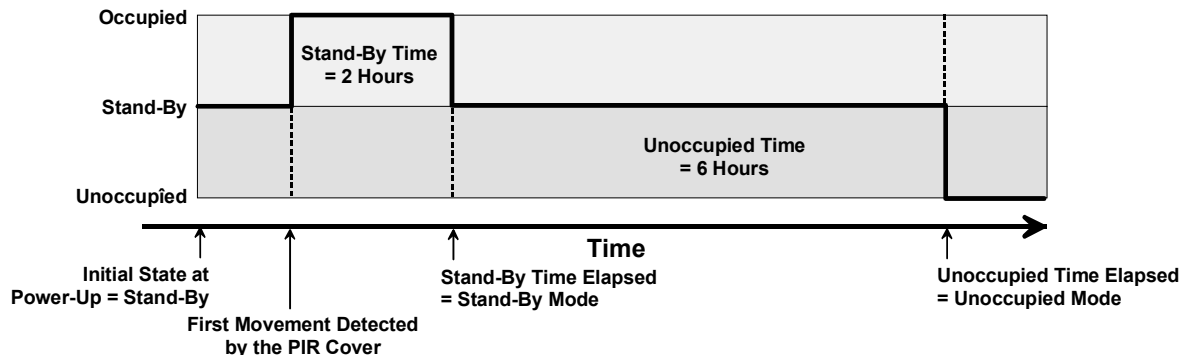 Occupied
Stand-By Time
= 2 Hours
Stand-By
Unoccupied Time
= 6 Hours
Unoccupîed
Time
Initial State at
Power-Up = Stand-By
First Movement Detected
by the PIR Cover
Stand-By Time Elapsed
= Stand-By Mode
Unoccupied Time Elapsed
= Unoccupied Mode